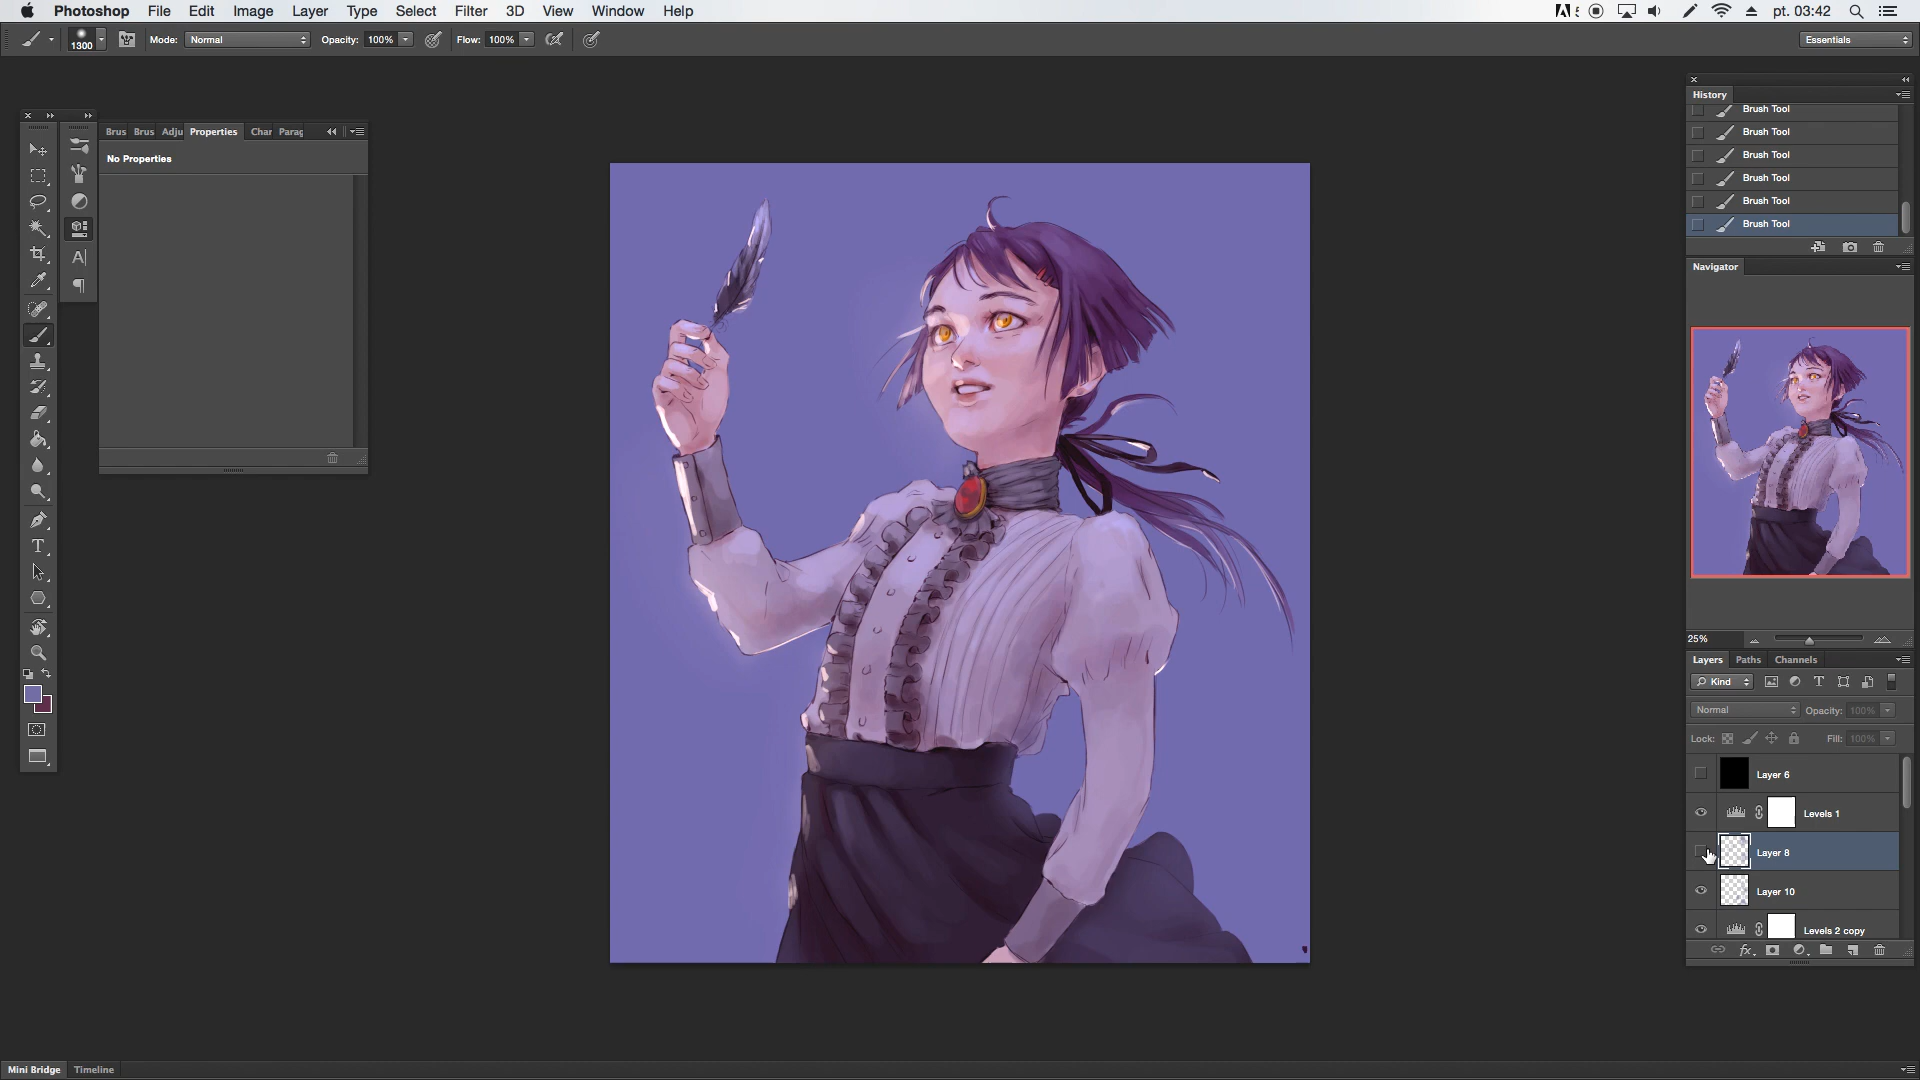 Photoshop File Edit Image Layer Type Select Filter 3D View Window Help
5 pt. 03:42
1300 Mode: Normal Opacity: 100% Flow: 100% Essentials
Brus Brus Adju Properties Char Parag
No Properties
A
T
History
Brush Tool
Brush Tool
Brush Tool
Brush Tool
Brush Tool
Brush Tool
Navigator
25%
Layers Paths Channels
Kind T
Normal Opacity: 100%
Lock: Fill: 100%
Layer 6
Levels 1
Layer 8
Layer 10
Levels 2 copy
fx
Mini Bridge Timeline